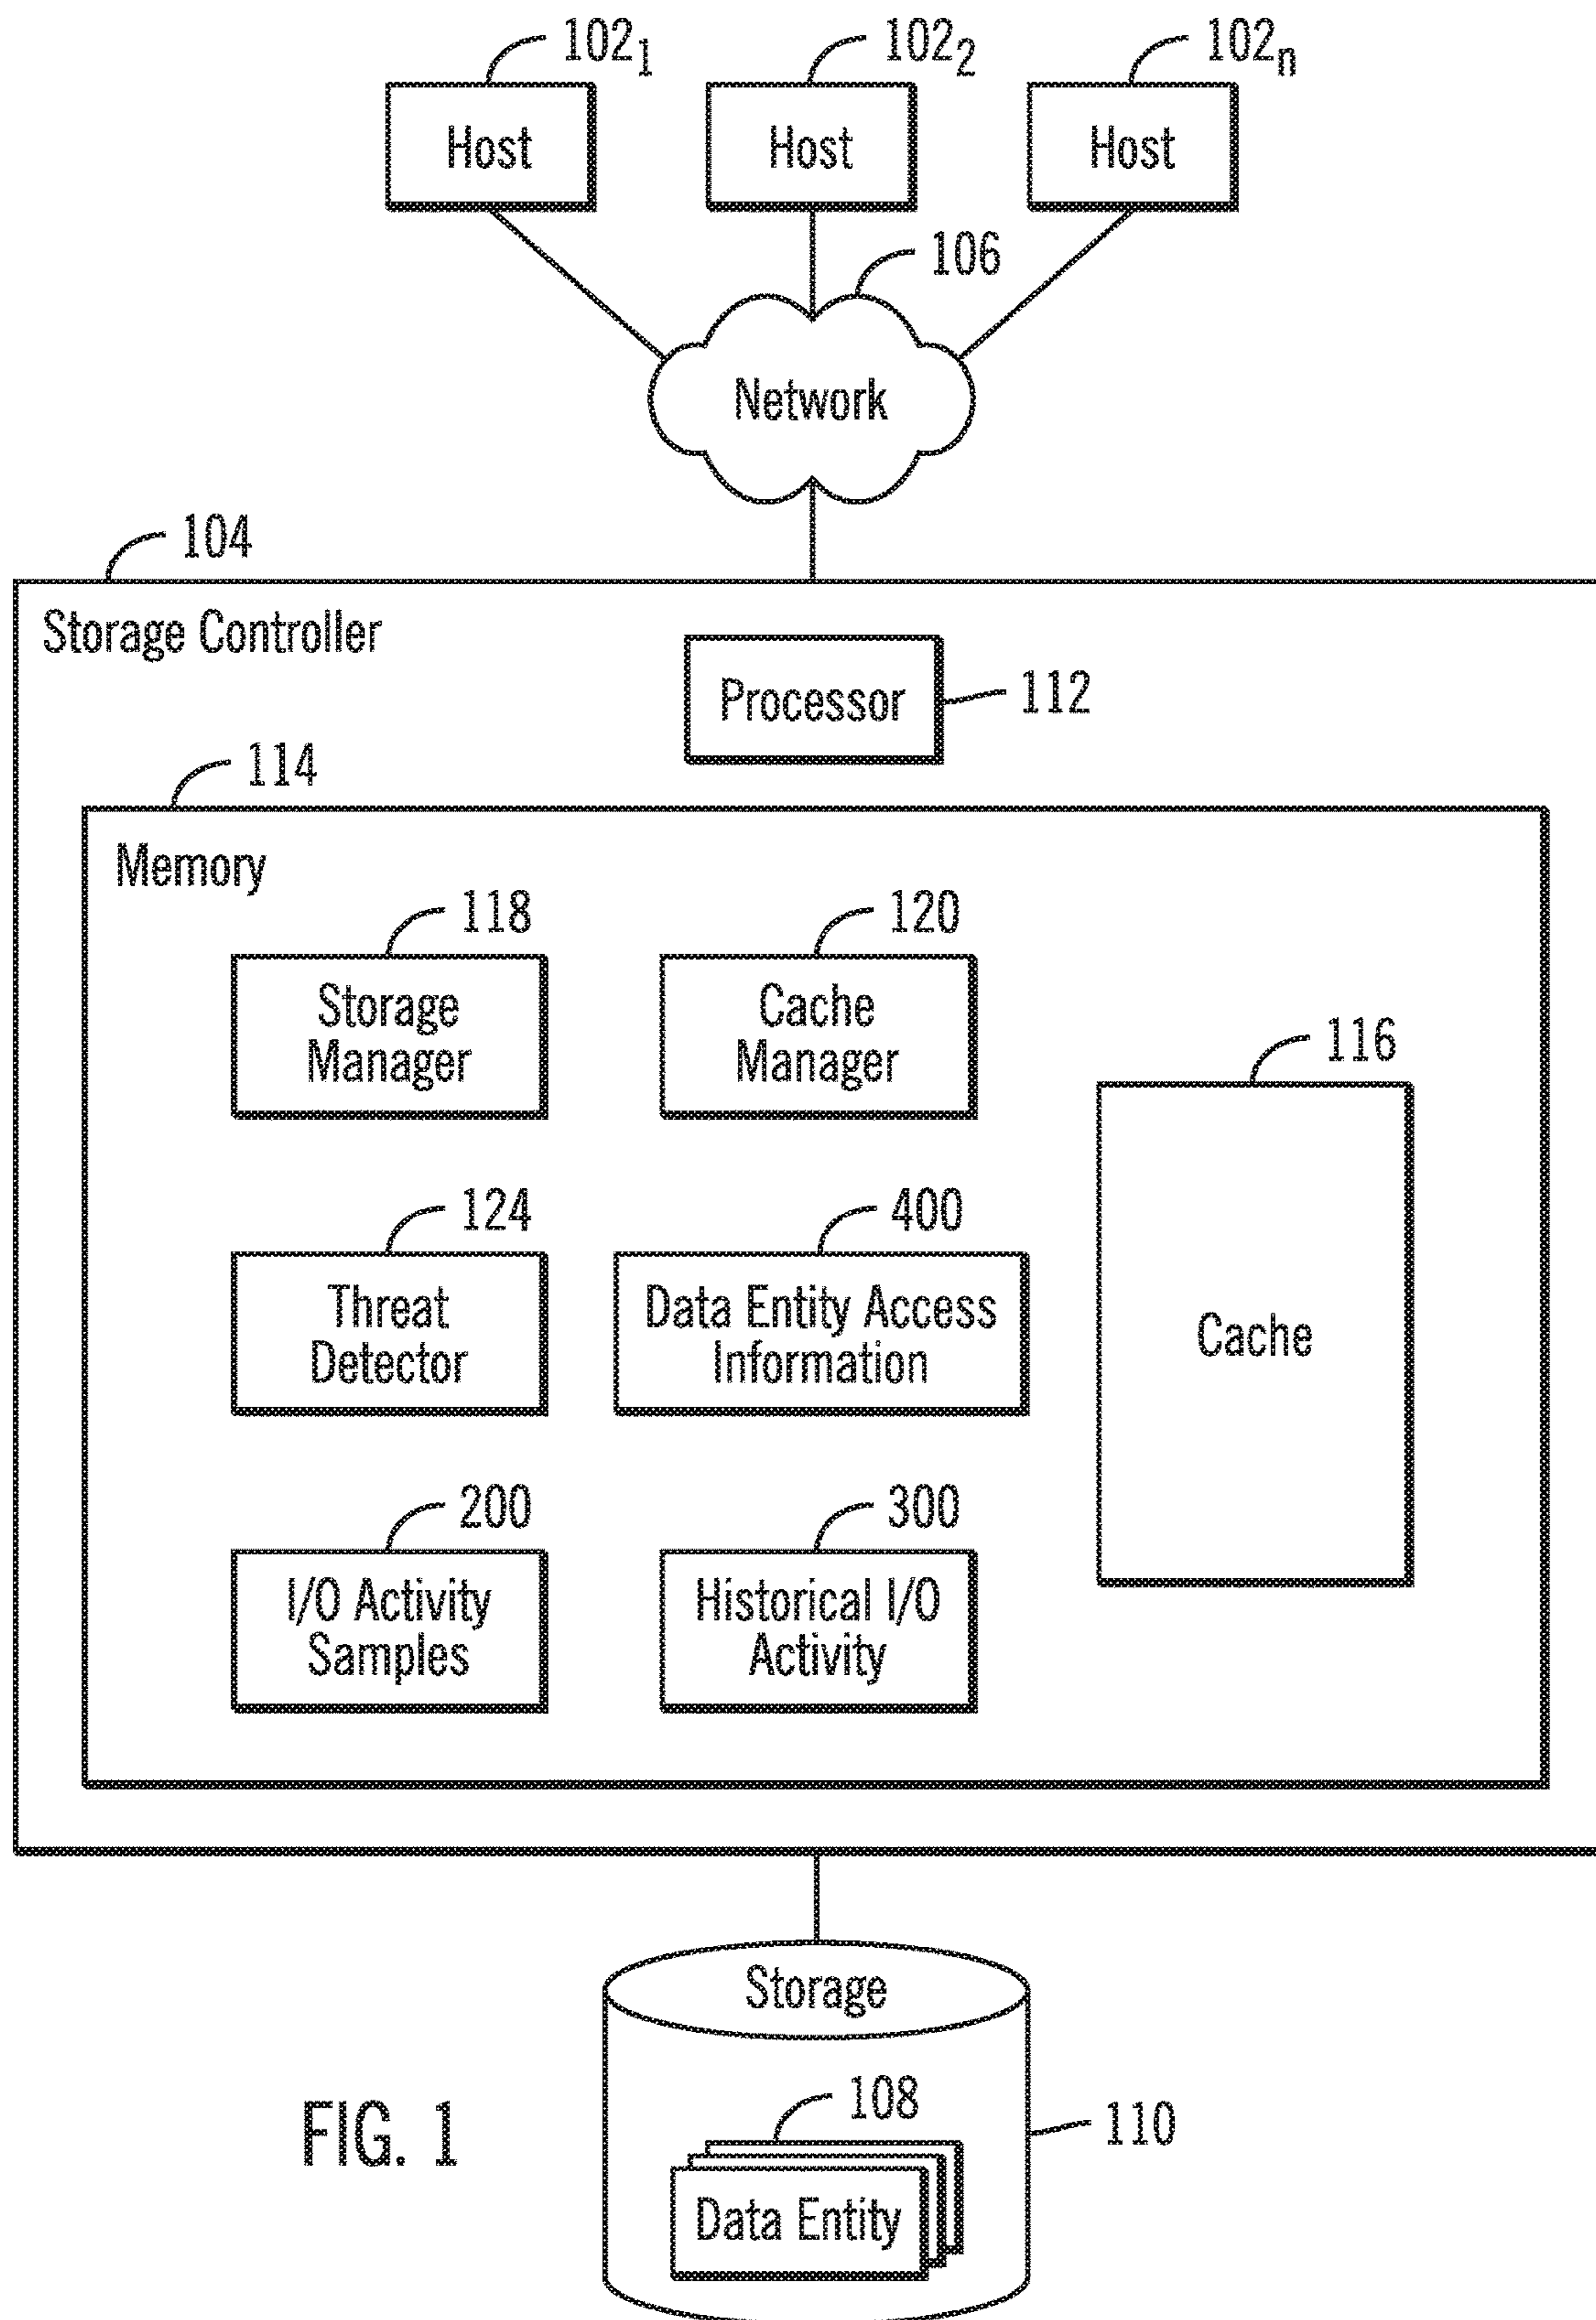 102₁ 102₂ 102ₙ
Host Host Host
106
Network
104
Storage Controller
Processor 112
114
Memory
118 120
Storage
Manager
Cache
Manager
116
124 400
Threat
Detector
Data Entity Access
Information
Cache
200 300
I/O Activity
Samples
Historical I/O
Activity
Storage
108
110
Data Entity
FIG. 1